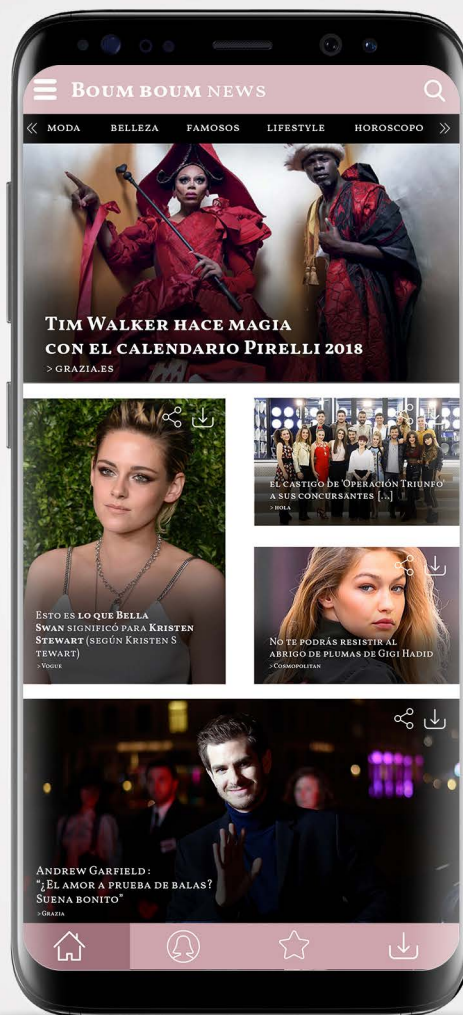 BOUM BOUM NEWS
MODA BELLEZA FAMOSOS LIFESTYLE HOROSCOPO
TIM WALKER HACE MAGIA
CON EL CALENDARIO PIRELLI 2018
> GRAZIA.ES
ESTO ES LO QUE BELLA
SWAN SIGNIFICÓ PARA KRISTEN
STEWART (SEGÚN KRISTEN S
TEWART)
> VOGUE
EL CASTIGO DE 'OPERACIÓN TRIUNFO'
A SUS CONCURSANTES [...]
> HOLA
NO TE PODRÁS RESISTIR AL
ABRIGO DE PLUMAS DE GIGI HADID
> COSMOPOLITAN
ANDREW GARFIELD :
“¿EL AMOR A PRUEBA DE BALAS?
SUENA BONITO”
> GRAZIA